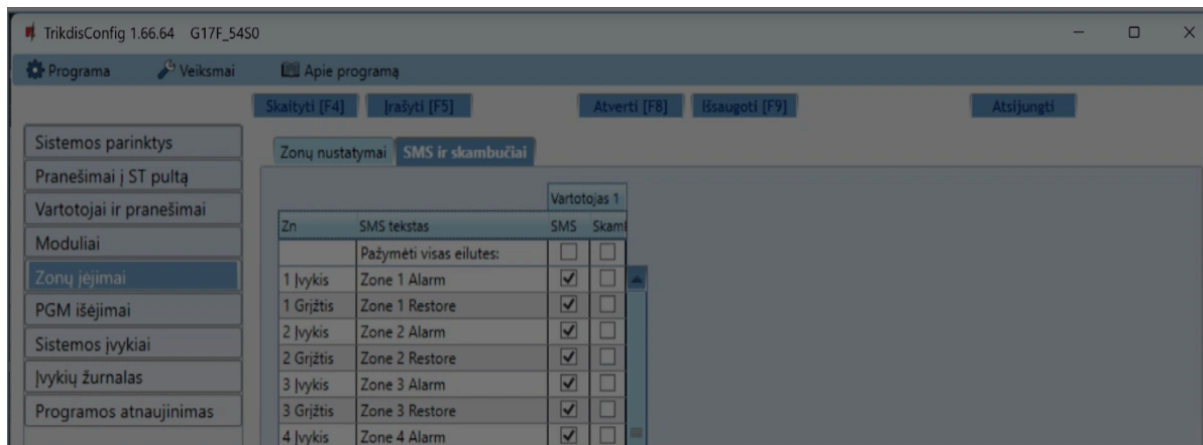 TrikdisConfig 1.66.64 G17F_54S0
Programa Veiksmai Apie programą
Skaityti [F4] Įrašyti [F5] Atverti [F8] Išsaugoti [F9] Atsijungti
Sistemos parinktys
Pranešimai į ST pultą
Vartotojai ir pranešimai
Moduliai
Zonų įėjimai
PGM išėjimai
Sistemos įvykiai
Įvykių žurnalas
Programos atnaujinimas
Zonų nustatymai SMS ir skambučiai
Vartotojas 1
Zn SMS tekstas SMS Skaml
Pažymėti visas eilutes:
1 Įvykis Zone 1 Alarm
1 Grįžtis Zone 1 Restore
2 Įvykis Zone 2 Alarm
2 Grįžtis Zone 2 Restore
3 Įvykis Zone 3 Alarm
3 Grįžtis Zone 3 Restore
4 Įvykis Zone 4 Alarm